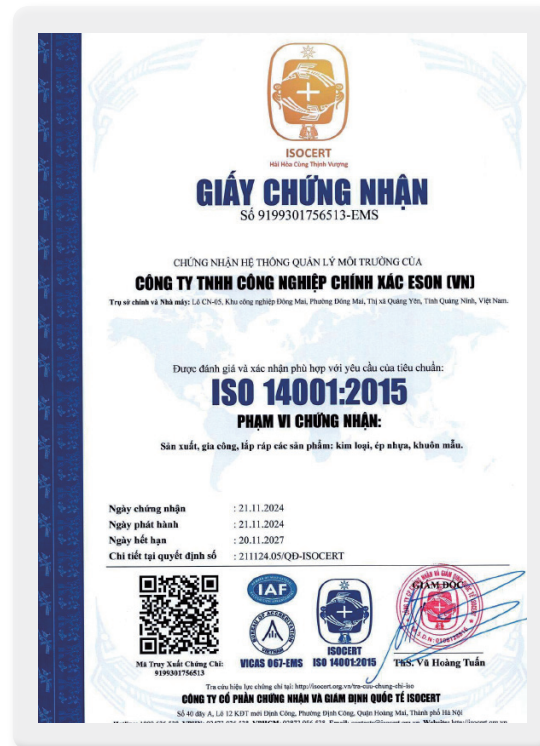 ISOCERT
Hài Hòa Cùng Thịnh Vượng
GIẤY CHỨNG NHẬN
Số 9199301756513-EMS
CHỨNG NHẬN HỆ THỐNG QUẢN LÝ MÔI TRƯỜNG CỦA
CÔNG TY TNHH CÔNG NGHIỆP CHÍNH XÁC ESON (VN)
Trụ sở chính và Nhà máy: Lô CN-05, Khu công nghiệp Đông Mai, Phường Đông Mai, Thị xã Quảng Yên, Tỉnh Quảng Ninh, Việt Nam.
Được đánh giá và xác nhận phù hợp với yêu cầu của tiêu chuẩn:
ISO 14001:2015
PHẠM VI CHỨNG NHẬN:
Sản xuất, gia công, lắp ráp các sản phẩm: kim loại, ép nhựa, khuôn mẫu.
Ngày chứng nhận : 21.11.2024
Ngày phát hành : 21.11.2024
Ngày hết hạn : 20.11.2027
Chi tiết tại quyết định số : 211124.05/QĐ-ISOCERT
GIÁM ĐỐC
IAF
BUREAU OF ACCREDITATION
VIETNAM
ISOCERT
VICAS 067-EMS
ISO 14001:2015
Mã Truy Xuất Chứng Chỉ:
9199301756513
ThS. Vũ Hoàng Tuấn
Tra cứu hiệu lực chứng chỉ tại: http://isocert.org.vn/tra-cuu-chung-chi-iso
CÔNG TY CỔ PHẦN CHỨNG NHẬN VÀ GIÁM ĐỊNH QUỐC TẾ ISOCERT
Số 40 dãy A, Lô 12 KĐT mới Định Công, Phường Định Công, Quận Hoàng Mai, Thành phố Hà Nội